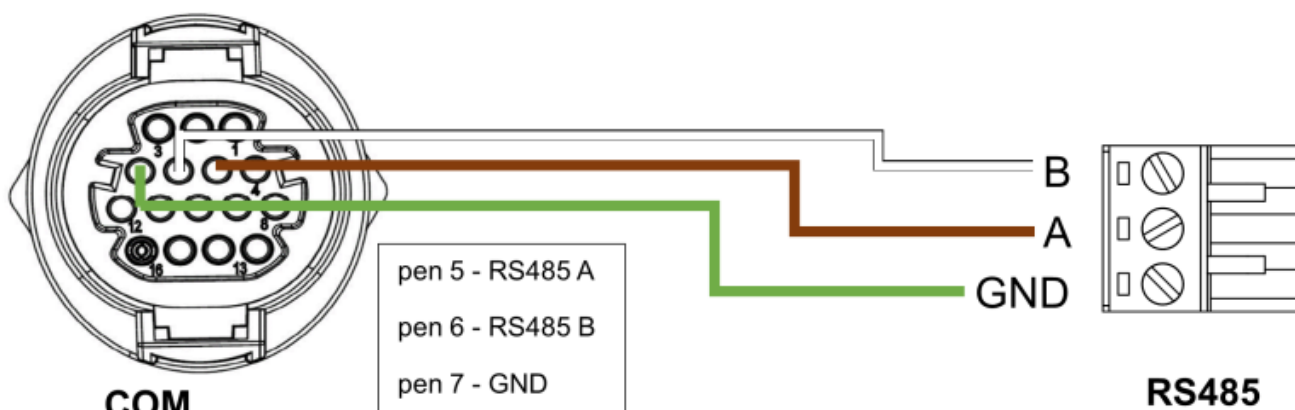 3
1
4
12
8
16
13
B
A
GND
pen 5 - RS485 A
pen 6 - RS485 B
pen 7 - GND
COM
RS485